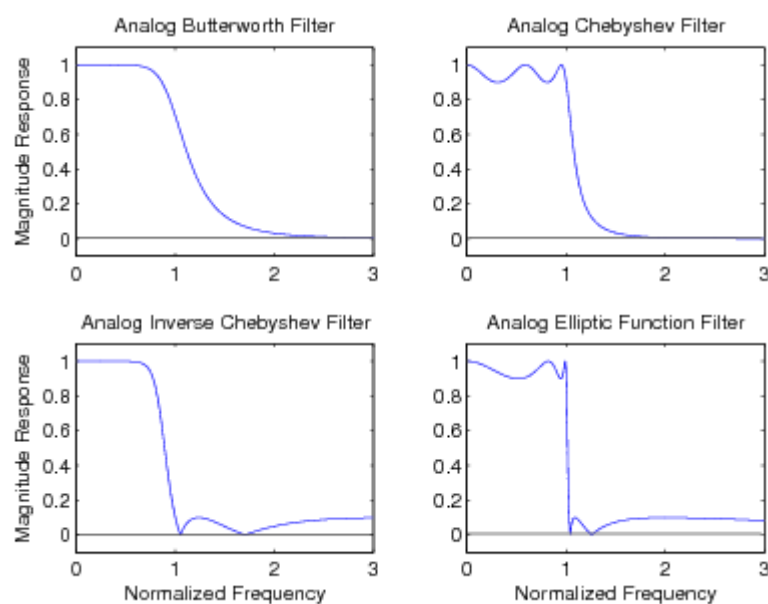 Analog Butterworth Filter
Magnitude Response
1
0.8
0.6
0.4
0.2
0
0 1 2 3
Analog Chebyshev Filter
1
0.8
0.6
0.4
0.2
0
0 1 2 3
Analog Inverse Chebyshev Filter
Magnitude Response
1
0.8
0.6
0.4
0.2
0
0 1 2 3
Normalized Frequency
Analog Elliptic Function Filter
1
0.8
0.6
0.4
0.2
0
0 1 2 3
Normalized Frequency